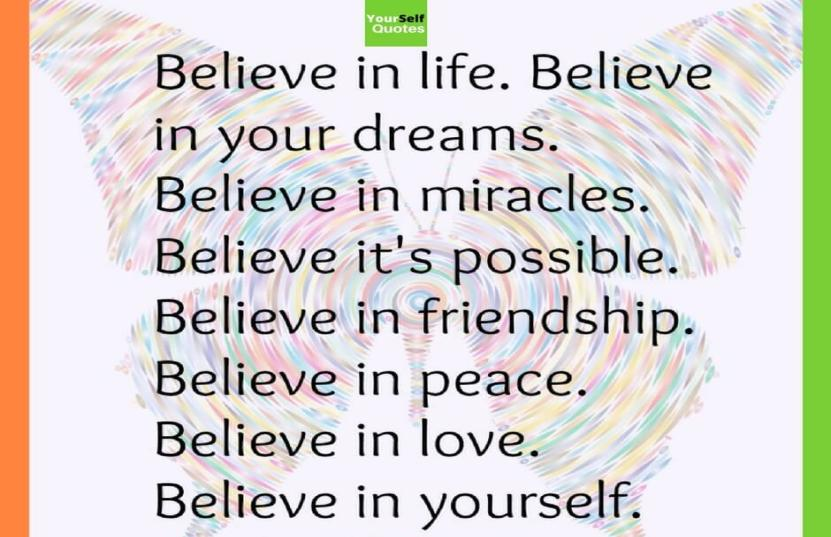 YourSelf
Quotes
Believe in life. Believe
in your dreams.
Believe in miracles.
Believe it's possible.
Believe in friendship.
Believe in peace.
Believe in love.
Believe in yourself.